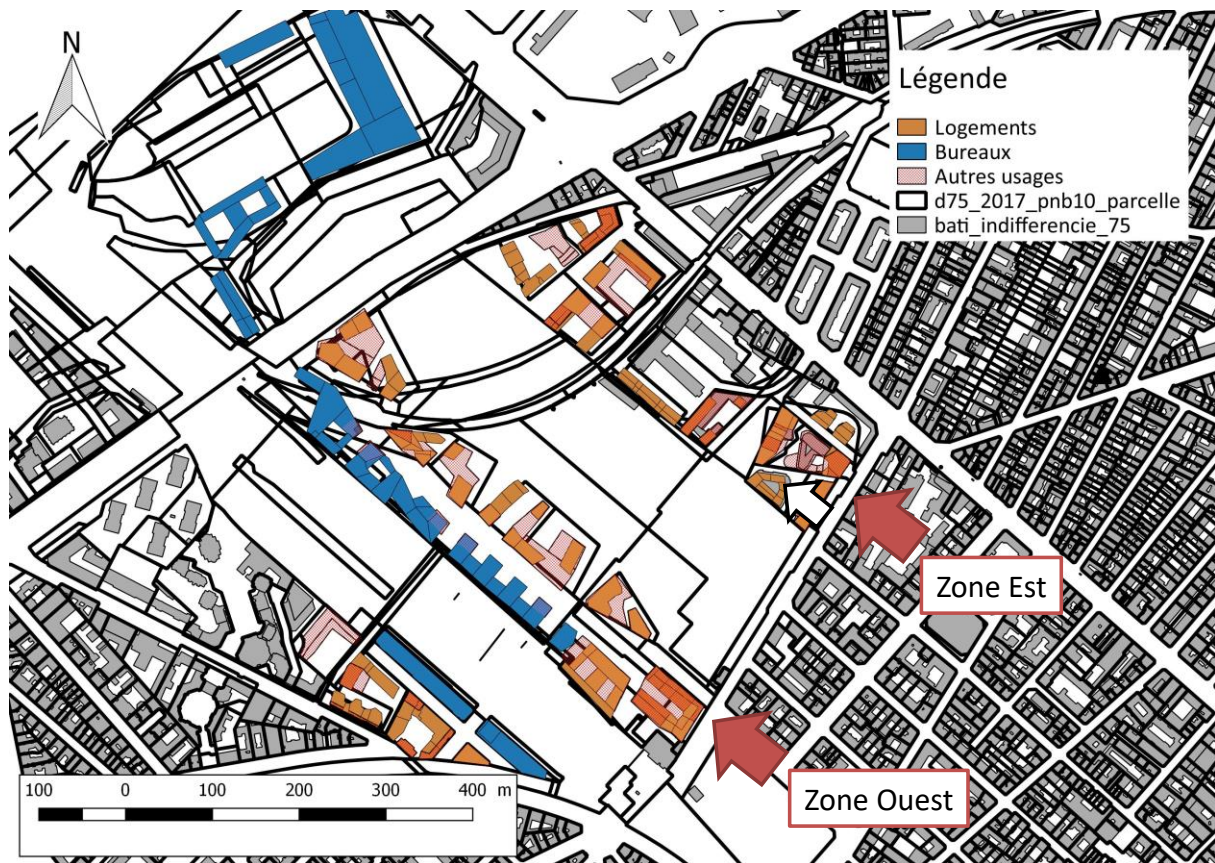 N
Légende
Logements
Bureaux
Autres usages
d75_2017_pnb10_parcelle
bati_indifferencie_75
Zone Est
Zone Ouest
100 0 100 200 300 400 m